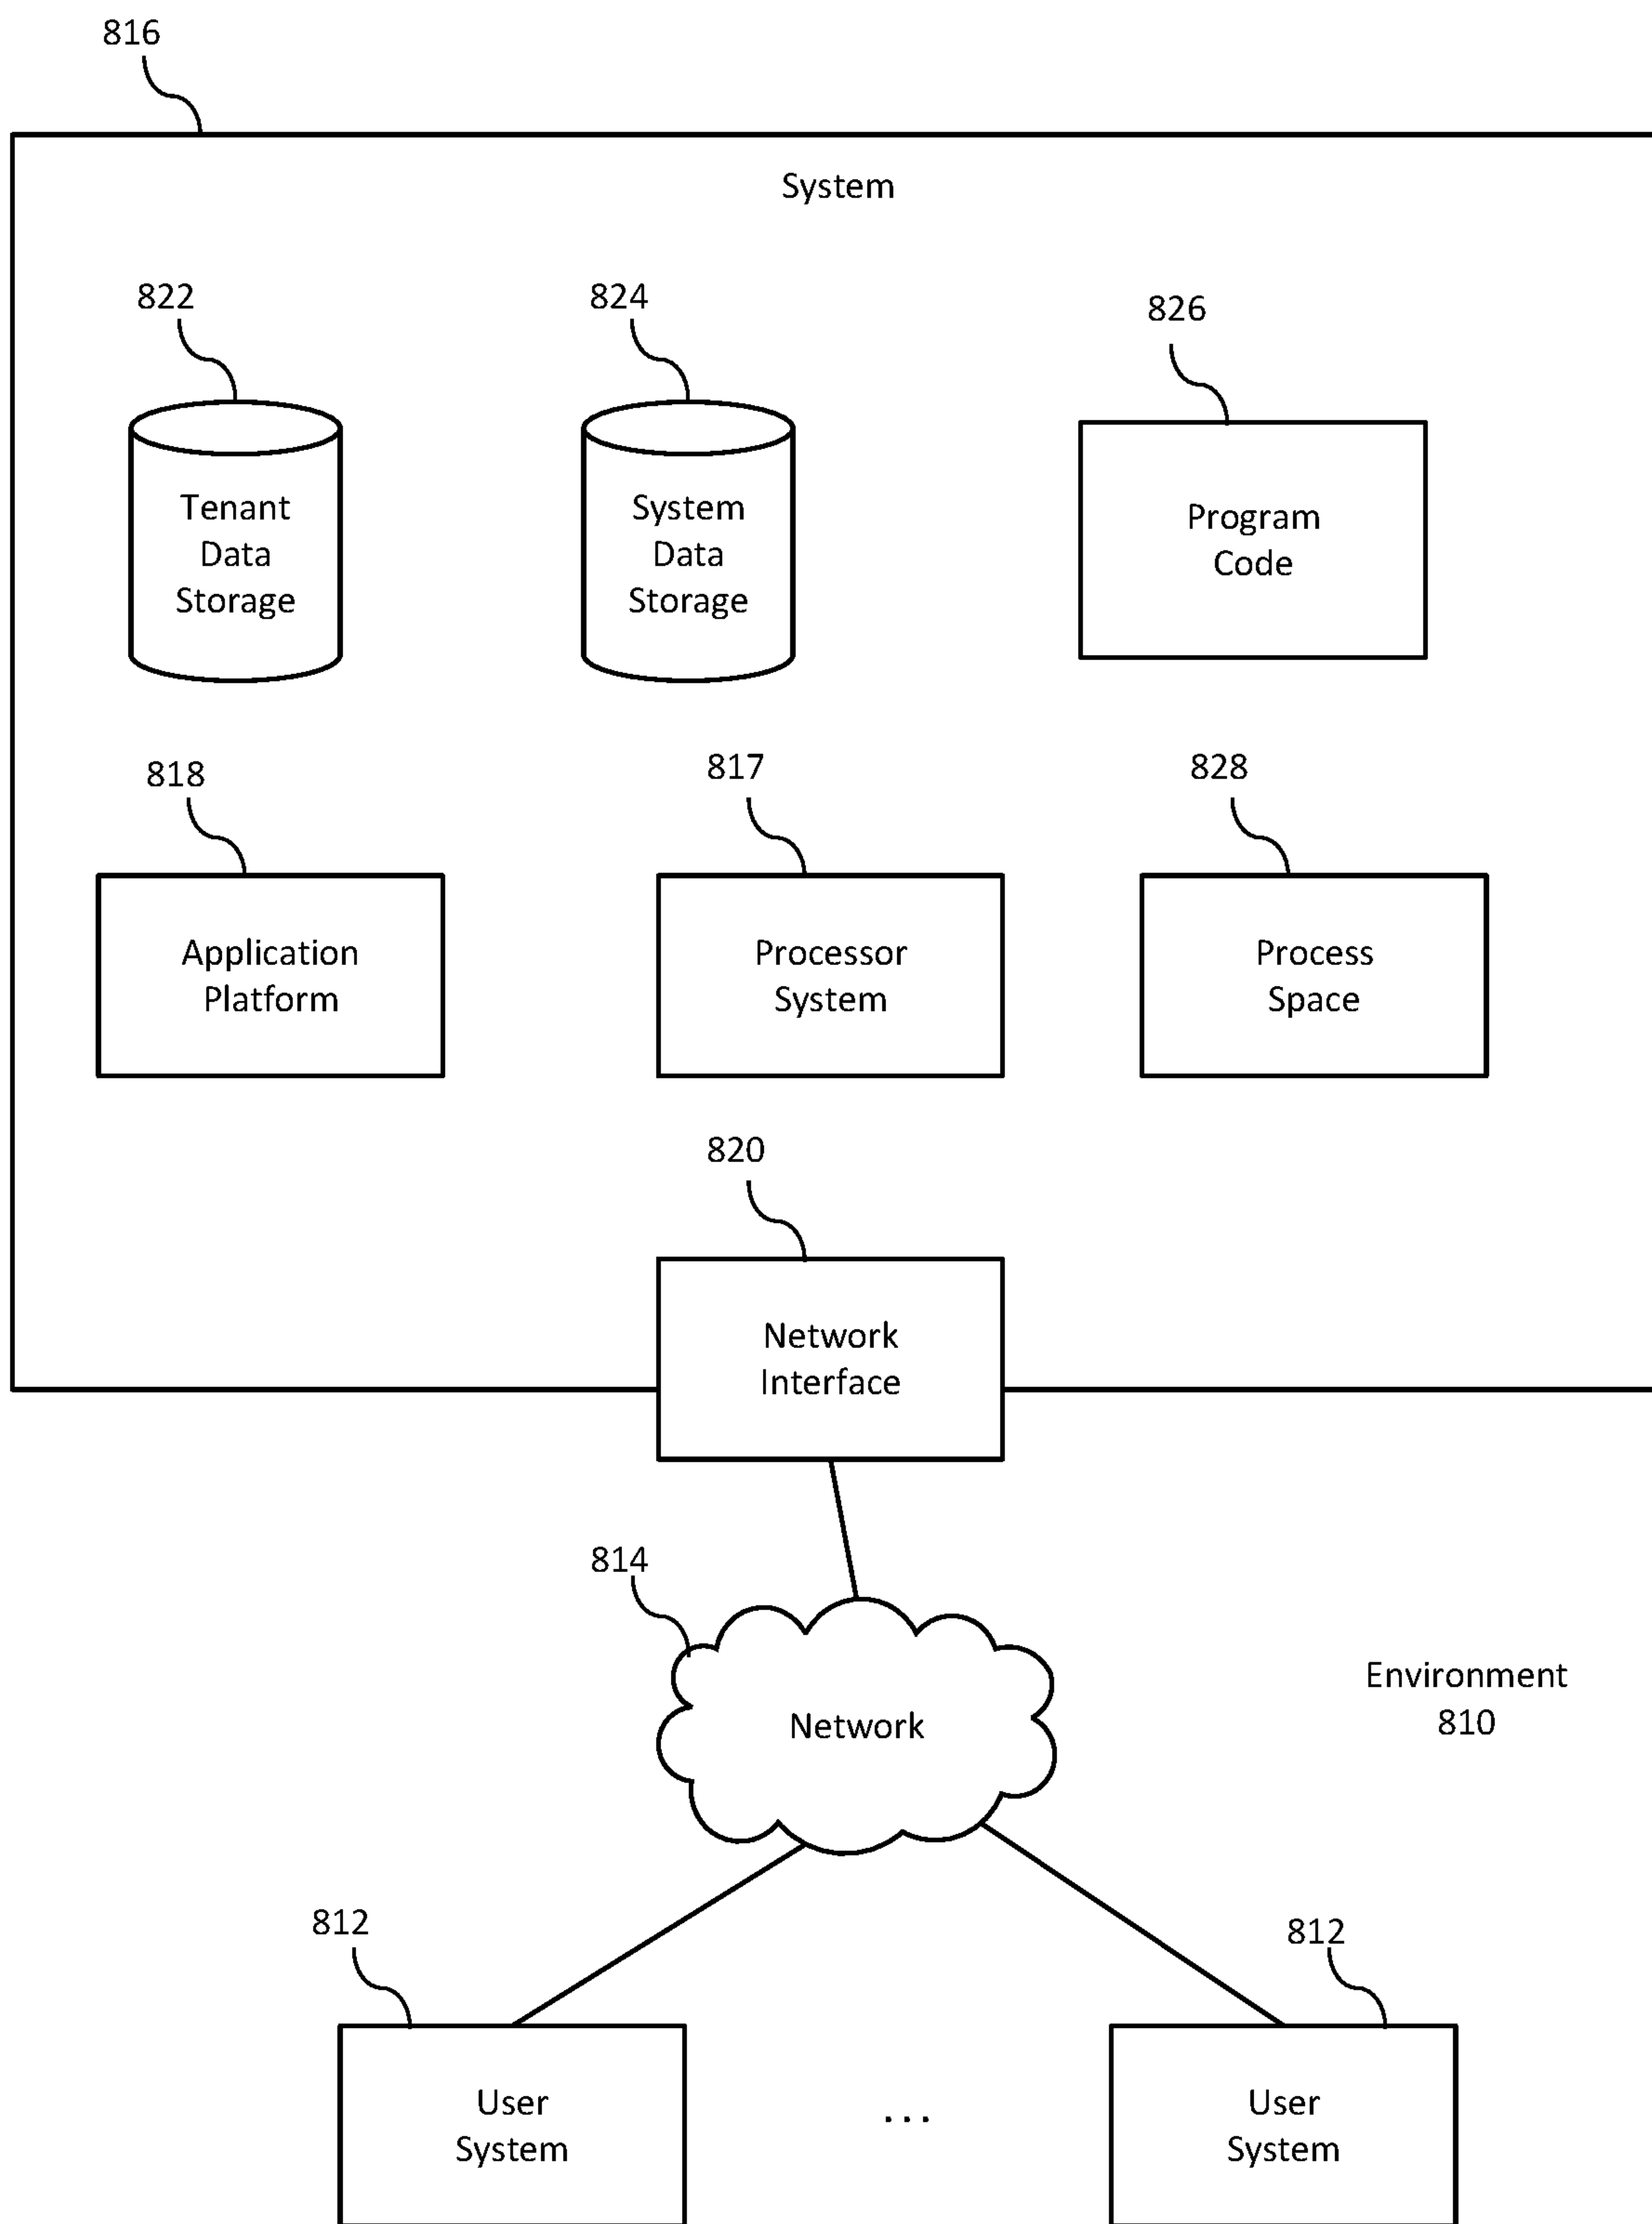 816
System
822
824
826
Tenant
Data
Storage
System
Data
Storage
Program
Code
818
817
828
Application
Platform
Processor
System
Process
Space
820
Network
Interface
814
Network
Environment
810
812
812
User
System
...
User
System